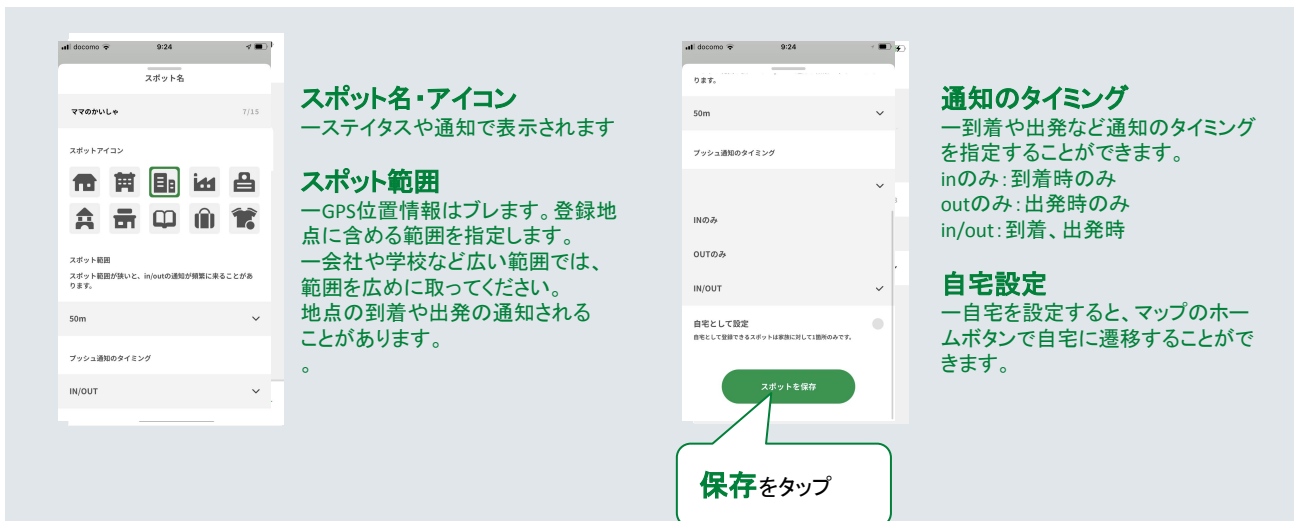 docomo 9:24
スポット名
ママのかいしゃ 7/15
スポットアイコン
スポット範囲
スポット範囲が狭いと、in/outの通知が頻繁に来ることがあ
ります。
50m
プッシュ通知のタイミング
IN/OUT
スポット名・アイコン
ーステイタスや通知で表示されます
スポット範囲
ーGPS位置情報はブレます。登録地
点に含める範囲を指定します。
ー会社や学校など広い範囲では、
範囲を広めに取ってください。
地点の到着や出発の通知される
ことがあります。
。
docomo 9:24
ります。
50m
プッシュ通知のタイミング
INのみ
OUTのみ
IN/OUT
自宅として設定
自宅として登録できるスポットは家族に対して1箇所のみです。
スポットを保存
保存をタップ
通知のタイミング
ー到着や出発など通知のタイミング
を指定することができます。
inのみ:到着時のみ
outのみ:出発時のみ
in/out:到着、出発時
自宅設定
ー自宅を設定すると、マップのホー
ムボタンで自宅に遷移することがで
きます。